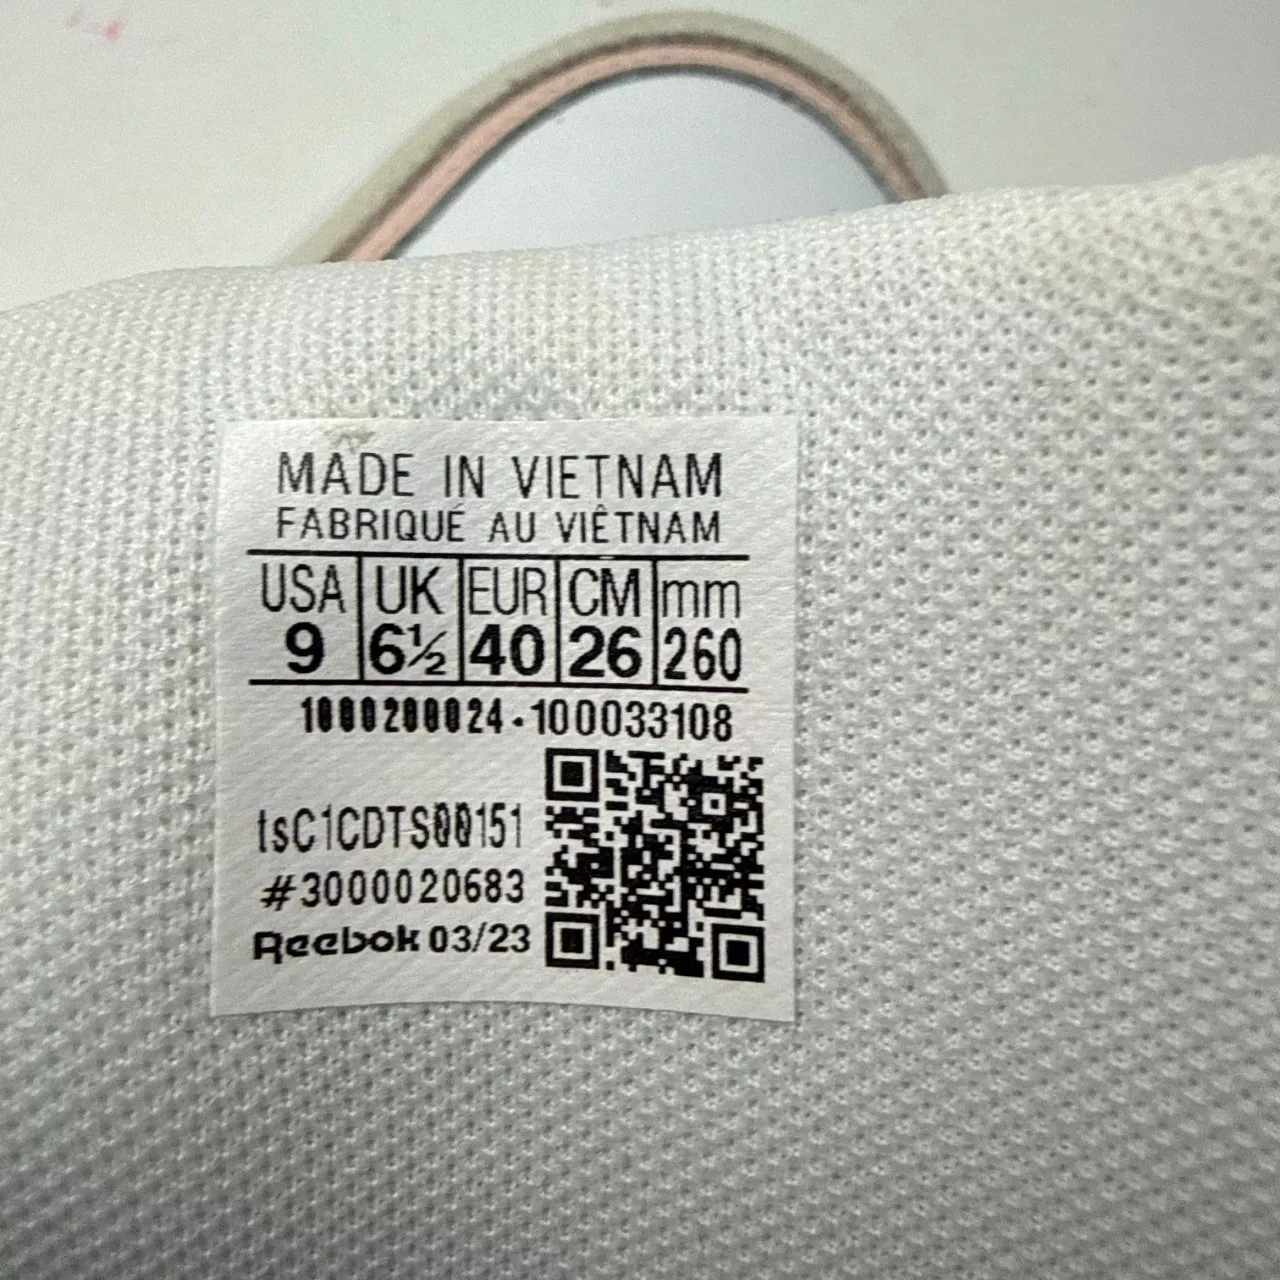 MADE IN VIETNAM
FABRIQUÉ AU VIÊTNAM
USA UK EUR CM mm
9 6½ 40 26 260
1000200024-100033108
tsC1CDTS00151
#3000020683
Reebok 03/23